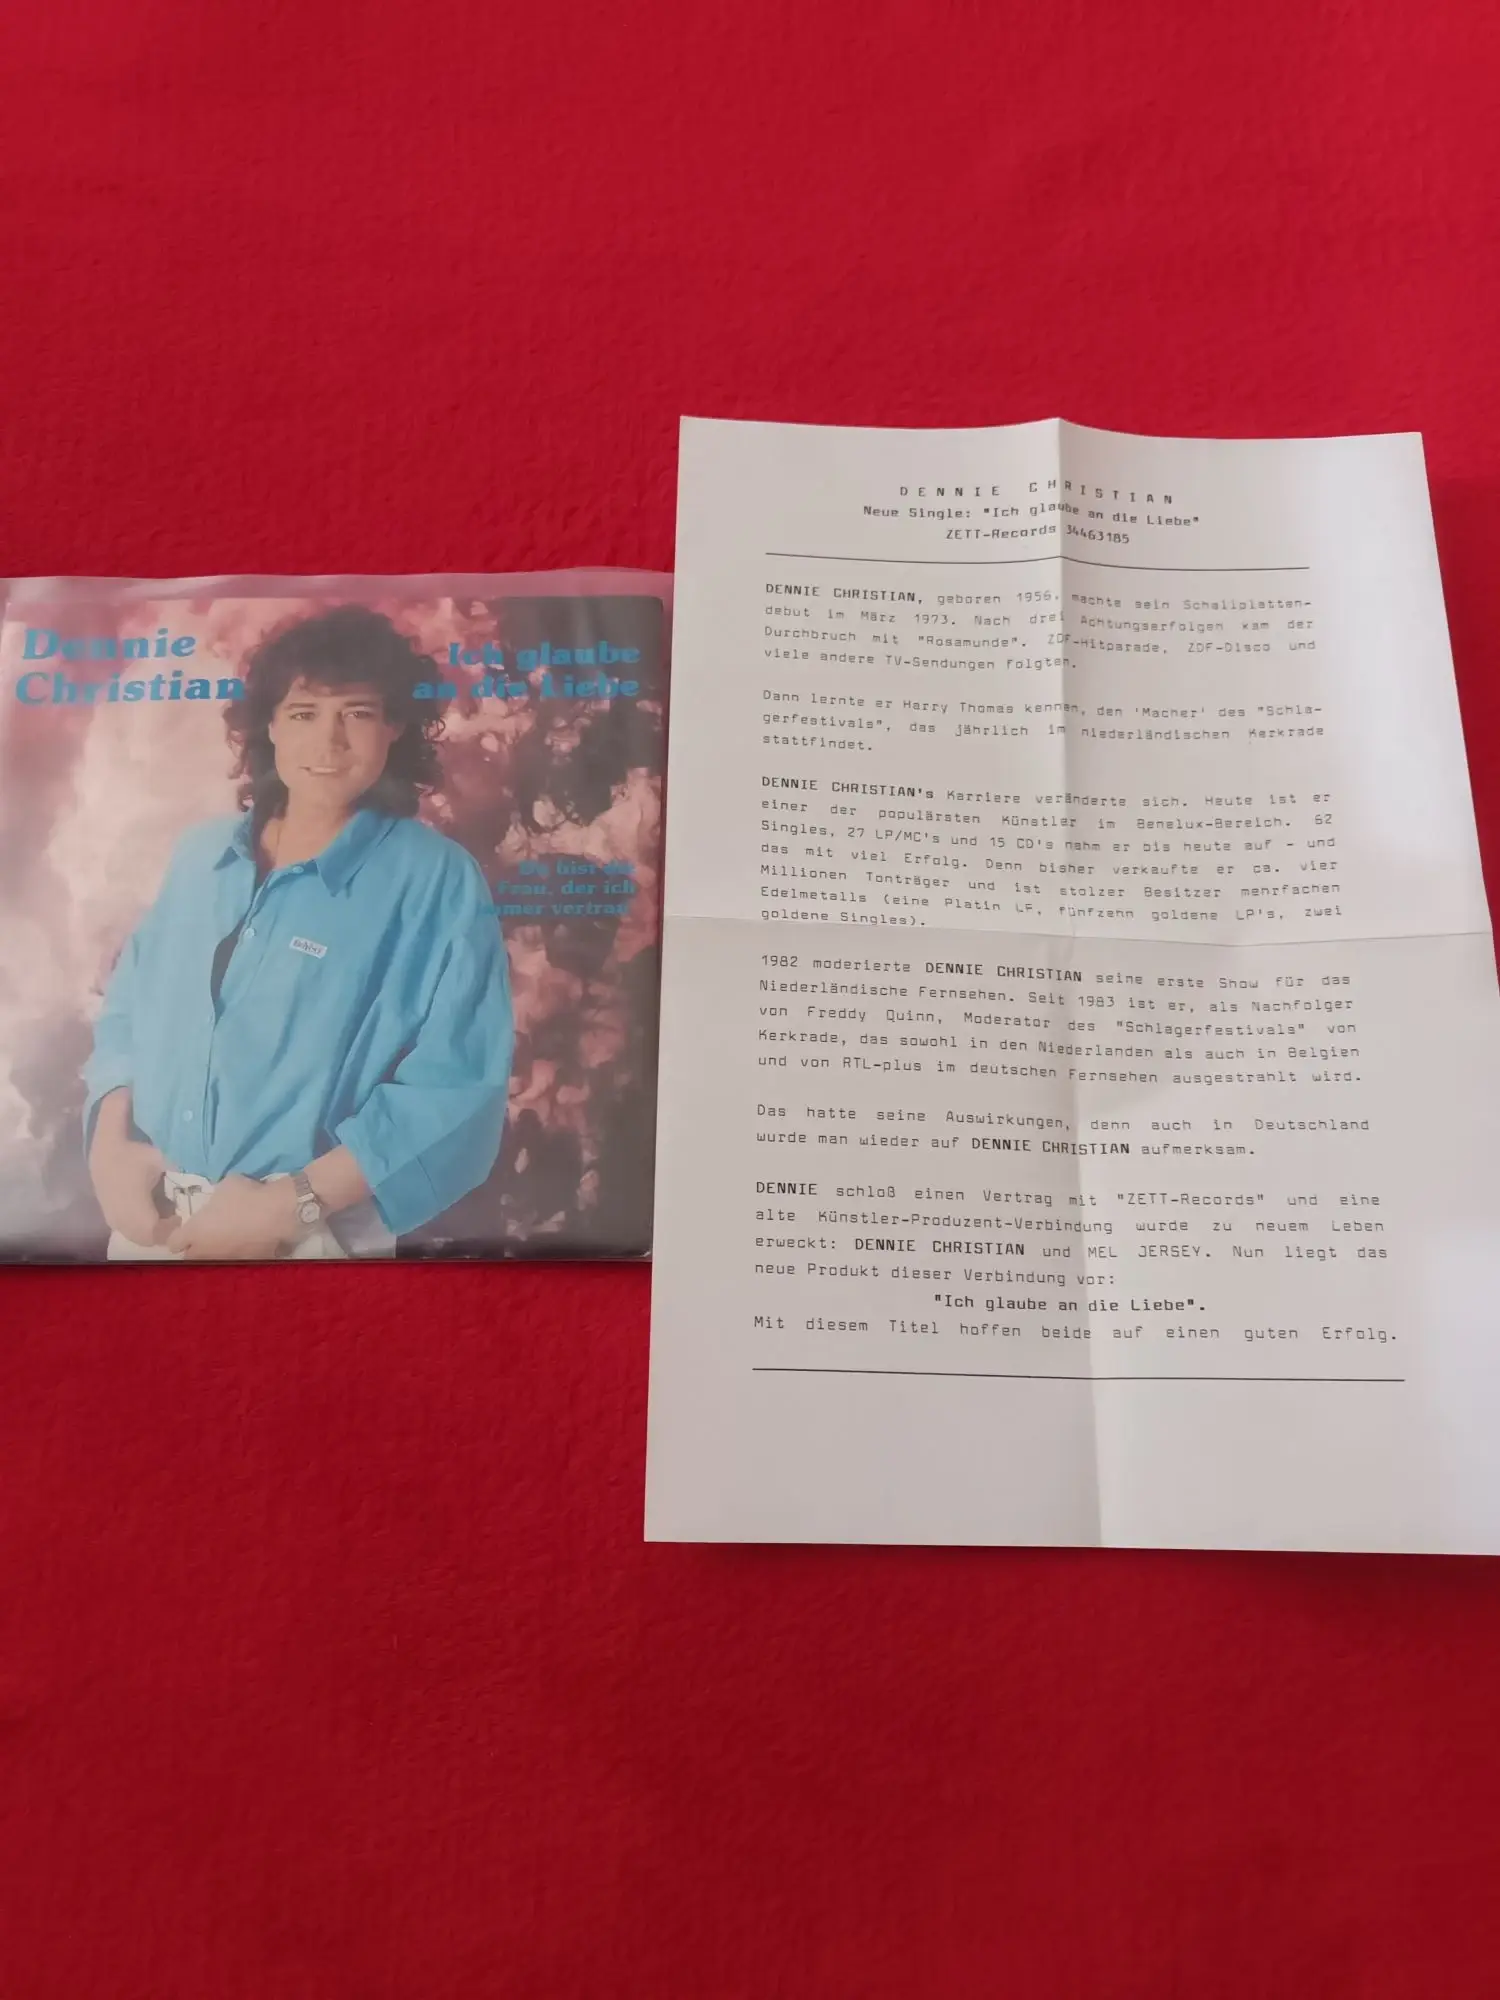 Dennie
Christian
Ich glaube
an die Liebe
Du bist die
Frau, der ich
immer vertrau'
DENNIE CHRISTIAN
Neue Single: "Ich glaube an die Liebe"
ZETT-Records 34463185
DENNIE CHRISTIAN, geboren 1956, machte sein Schallplatten-
debut im März 1973. Nach drei Achtungserfolgen kam der
Durchbruch mit "Rosamunde". ZDF-Hitparade, ZDF-Disco und
viele andere TV-Sendungen folgten.
Dann lernte er Harry Thomas kennen, den 'Macher' des "Schla-
gerfestivals", das jährlich im niederländischen Kerkrade
stattfindet.
DENNIE CHRISTIAN's Karriere veränderte sich. Heute ist er
einer der populärsten Künstler im Benelux-Bereich. 62
Singles, 27 LP/MC's und 15 CD's nahm er bis heute auf - und
das mit viel Erfolg. Denn bisher verkaufte er ca. vier
Millionen Tonträger und ist stolzer Besitzer mehrfachen
Edelmetalls (eine Platin LP, fünfzehn goldene LP's, zwei
goldene Singles).
1982 moderierte DENNIE CHRISTIAN seine erste Show für das
Niederländische Fernsehen. Seit 1983 ist er, als Nachfolger
von Freddy Quinn, Moderator des "Schlagerfestivals" von
Kerkrade, das sowohl in den Niederlanden als auch in Belgien
und von RTL-plus im deutschen Fernsehen ausgestrahlt wird.
Das hatte seine Auswirkungen, denn auch in Deutschland
wurde man wieder auf DENNIE CHRISTIAN aufmerksam.
DENNIE schloß einen Vertrag mit "ZETT-Records" und eine
alte Künstler-Produzent-Verbindung wurde zu neuem Leben
erweckt: DENNIE CHRISTIAN und MEL JERSEY. Nun liegt das
neue Produkt dieser Verbindung vor:
"Ich glaube an die Liebe".
Mit diesem Titel hoffen beide auf einen guten Erfolg.